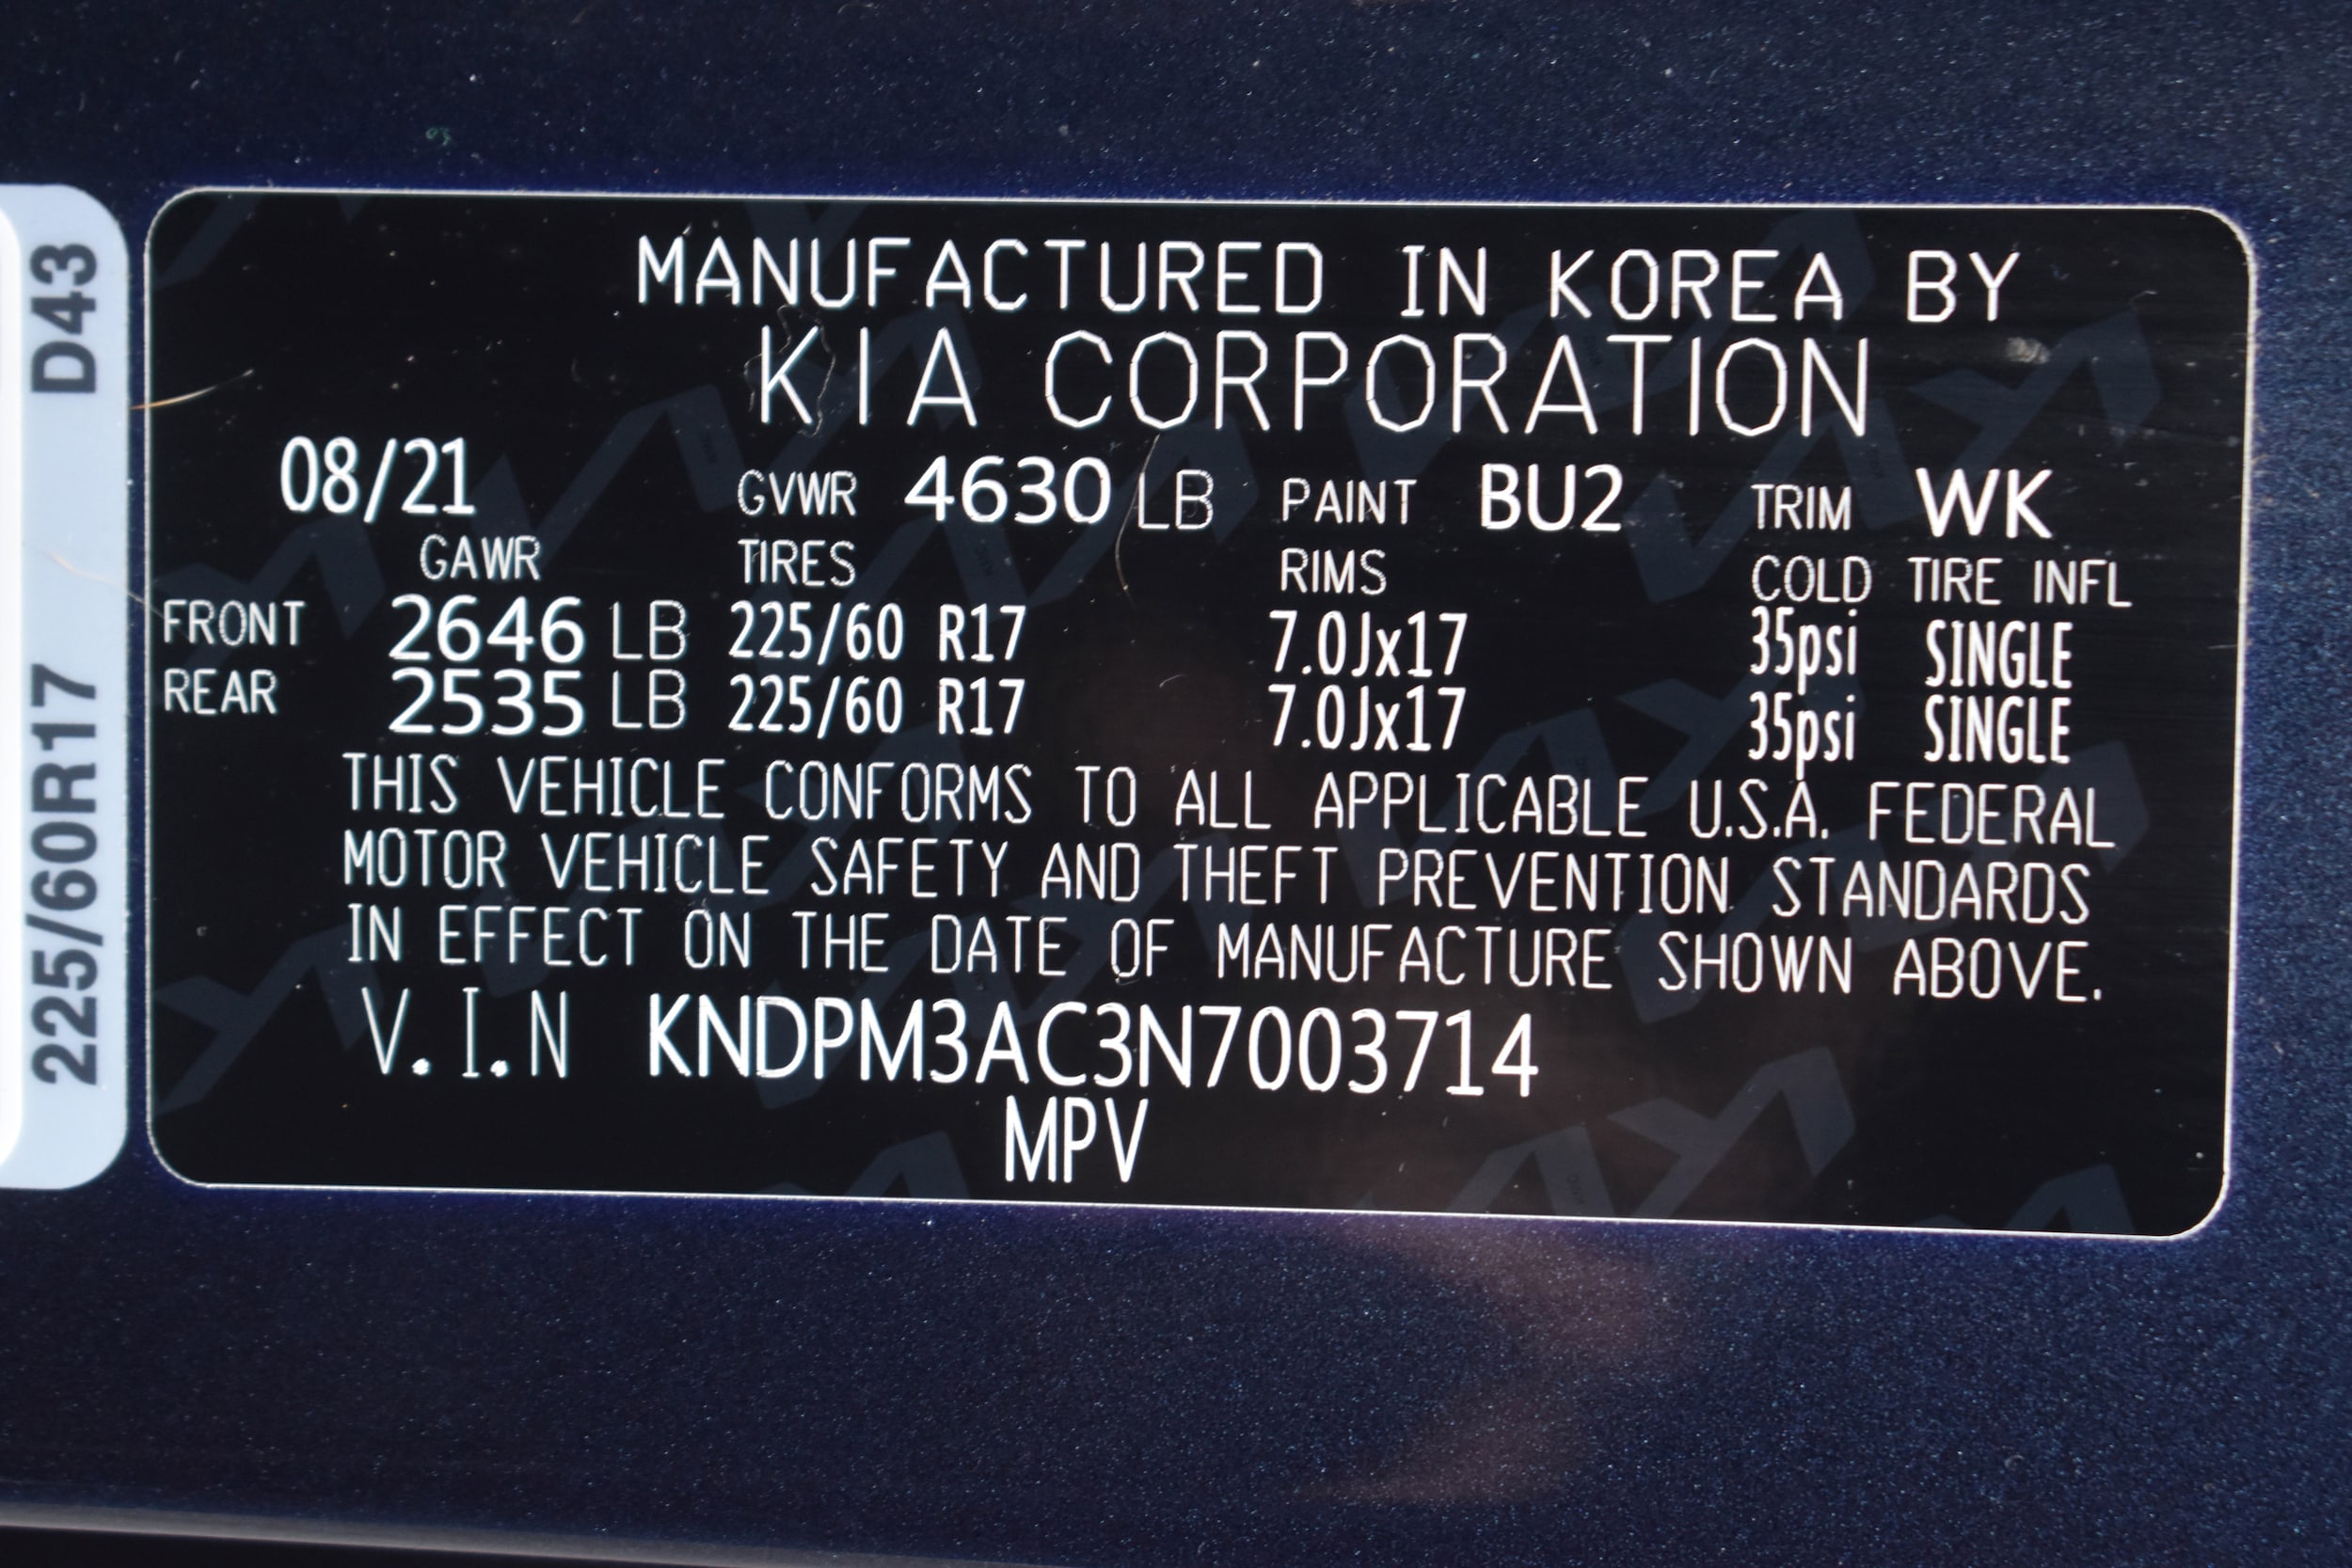 MANUFACTURED IN KOREA BY
KIA CORPORATION
08/21 GVWR 4630 LB PAINT BU2 TRIM WK
GAWR TIRES RIMS COLD TIRE INFL
FRONT 2646 LB 225/60 R17 7.0Jx17 35psi SINGLE
REAR 2535 LB 225/60 R17 7.0Jx17 35psi SINGLE
THIS VEHICLE CONFORMS TO ALL APPLICABLE U.S.A. FEDERAL
MOTOR VEHICLE SAFETY AND THEFT PREVENTION STANDARDS
IN EFFECT ON THE DATE OF MANUFACTURE SHOWN ABOVE.
V.I.N KNDPM3AC3N7003714
MPV
225/60R17 D43